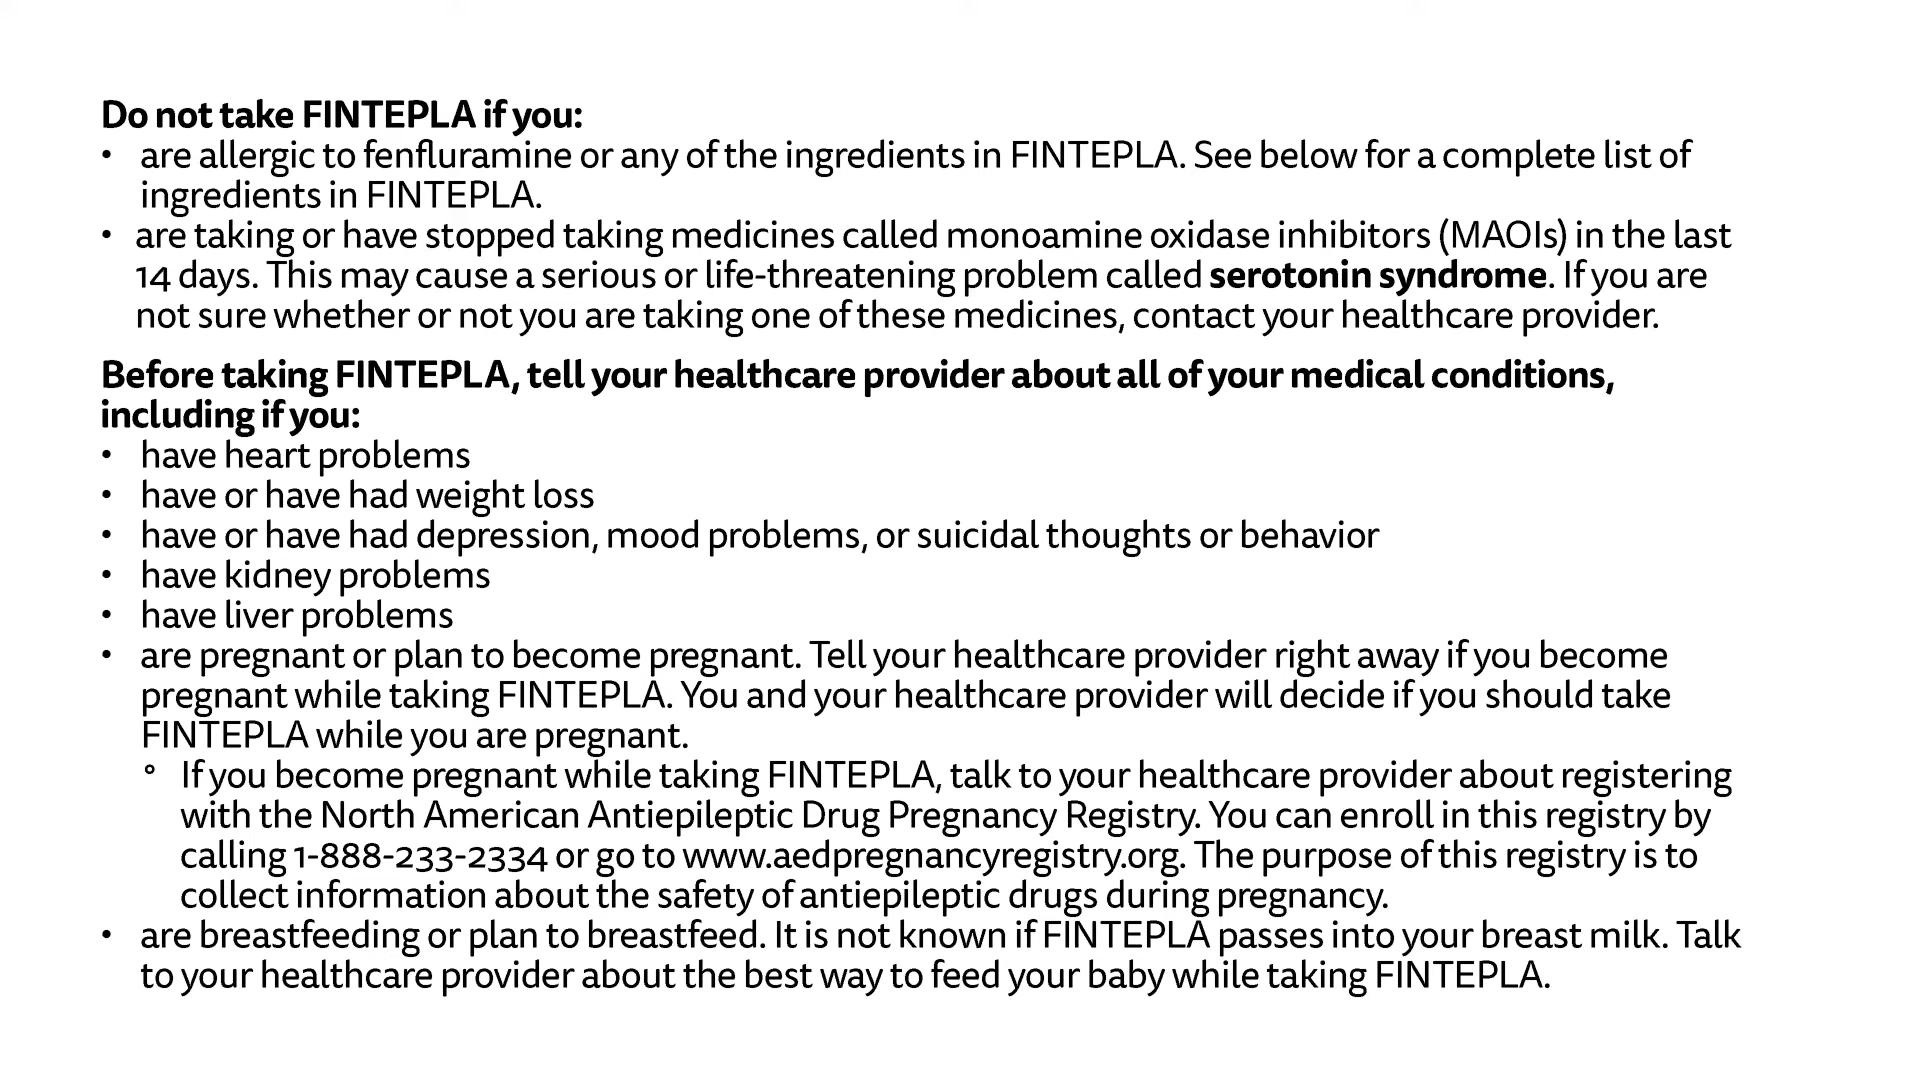 Do not take FINTEPLA if you:
• are allergic to fenfluramine or any of the ingredients in FINTEPLA. See below for a complete list of
ingredients in FINTEPLA.
• are taking or have stopped taking medicines called monoamine oxidase inhibitors (MAOIs) in the last
14 days. This may cause a serious or life-threatening problem called serotonin syndrome. If you are
not sure whether or not you are taking one of these medicines, contact your healthcare provider.
Before taking FINTEPLA, tell your healthcare provider about all of your medical conditions,
including if you:
• have heart problems
• have or have had weight loss
• have or have had depression, mood problems, or suicidal thoughts or behavior
• have kidney problems
• have liver problems
• are pregnant or plan to become pregnant. Tell your healthcare provider right away if you become
pregnant while taking FINTEPLA. You and your healthcare provider will decide if you should take
FINTEPLA while you are pregnant.
° If you become pregnant while taking FINTEPLA, talk to your healthcare provider about registering
with the North American Antiepileptic Drug Pregnancy Registry. You can enroll in this registry by
calling 1-888-233-2334 or go to www.aedpregnancyregistry.org. The purpose of this registry is to
collect information about the safety of antiepileptic drugs during pregnancy.
• are breastfeeding or plan to breastfeed. It is not known if FINTEPLA passes into your breast milk. Talk
to your healthcare provider about the best way to feed your baby while taking FINTEPLA.